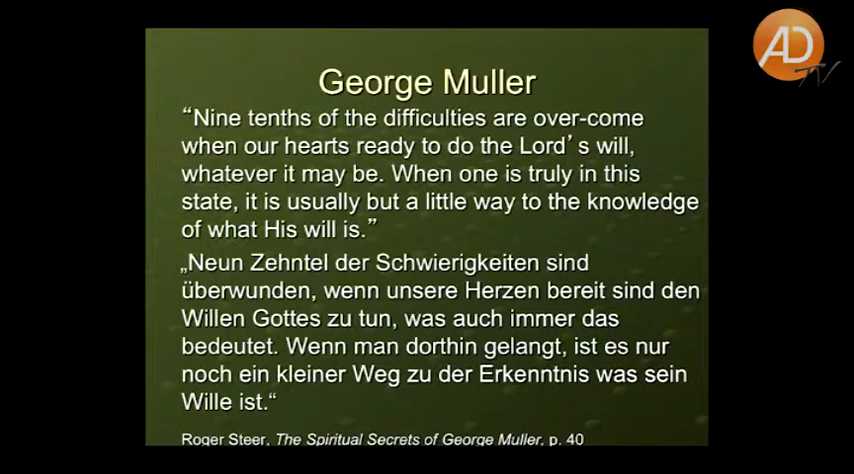 AD
TV
George Muller
“Nine tenths of the difficulties are over-come
when our hearts ready to do the Lord’s will,
whatever it may be. When one is truly in this
state, it is usually but a little way to the knowledge
of what His will is.”
„Neun Zehntel der Schwierigkeiten sind
überwunden, wenn unsere Herzen bereit sind den
Willen Gottes zu tun, was auch immer das
bedeutet. Wenn man dorthin gelangt, ist es nur
noch ein kleiner Weg zu der Erkenntnis was sein
Wille ist.“
Roger Steer, The Spiritual Secrets of George Muller, p. 40